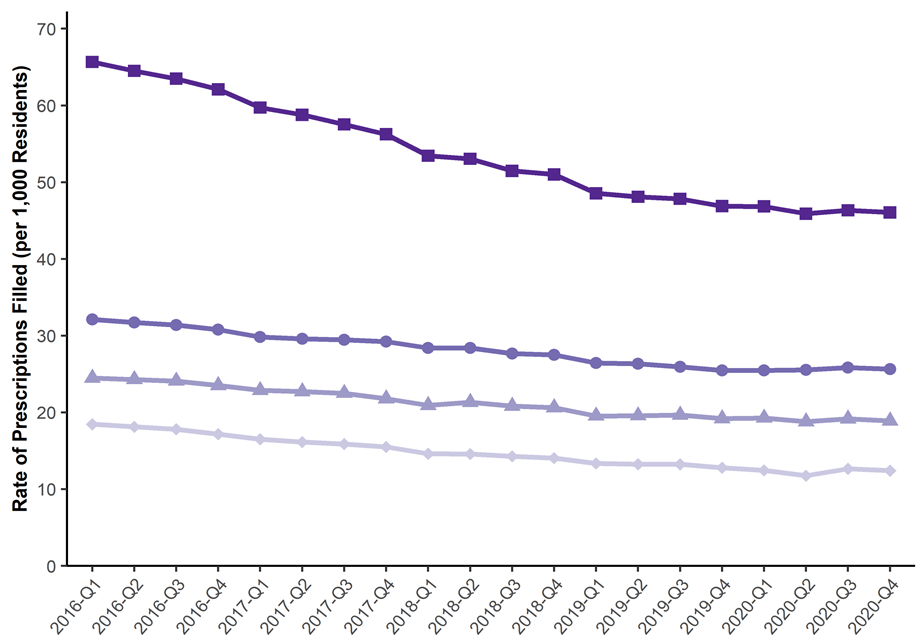 Rate of Prescriptions Filled (per 1,000 Residents)
70
60
50
40
30
20
10
0
2016-Q1
2016-Q2
2016-Q3
2016-Q4
2017-Q1
2017-Q2
2017-Q3
2017-Q4
2018-Q1
2018-Q2
2018-Q3
2018-Q4
2019-Q1
2019-Q2
2019-Q3
2019-Q4
2020-Q1
2020-Q2
2020-Q3
2020-Q4